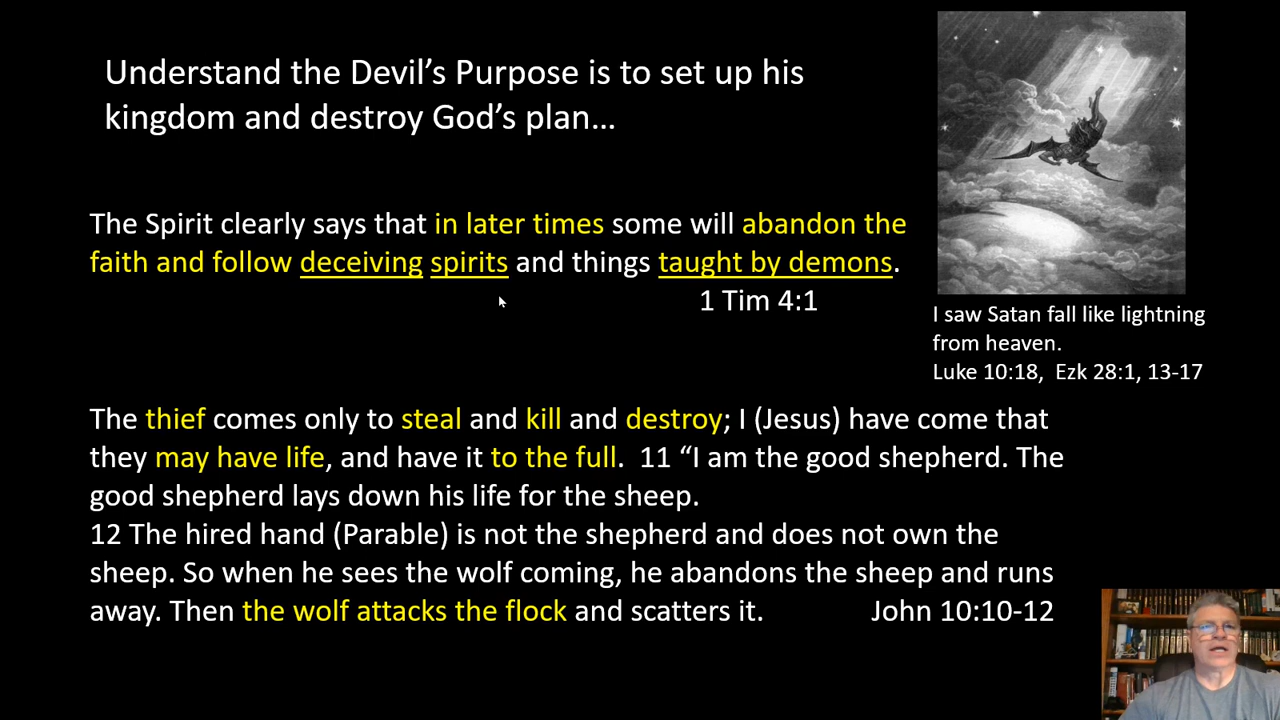 Understand the Devil’s Purpose is to set up his
kingdom and destroy God’s plan…
The Spirit clearly says that in later times some will abandon the
faith and follow deceiving spirits and things taught by demons.
1 Tim 4:1
I saw Satan fall like lightning
from heaven.
Luke 10:18,  Ezk 28:1, 13-17
The thief comes only to steal and kill and destroy; I (Jesus) have come that
they may have life, and have it to the full.  11 “I am the good shepherd. The
good shepherd lays down his life for the sheep.
12 The hired hand (Parable) is not the shepherd and does not own the
sheep. So when he sees the wolf coming, he abandons the sheep and runs
away. Then the wolf attacks the flock and scatters it. John 10:10-12